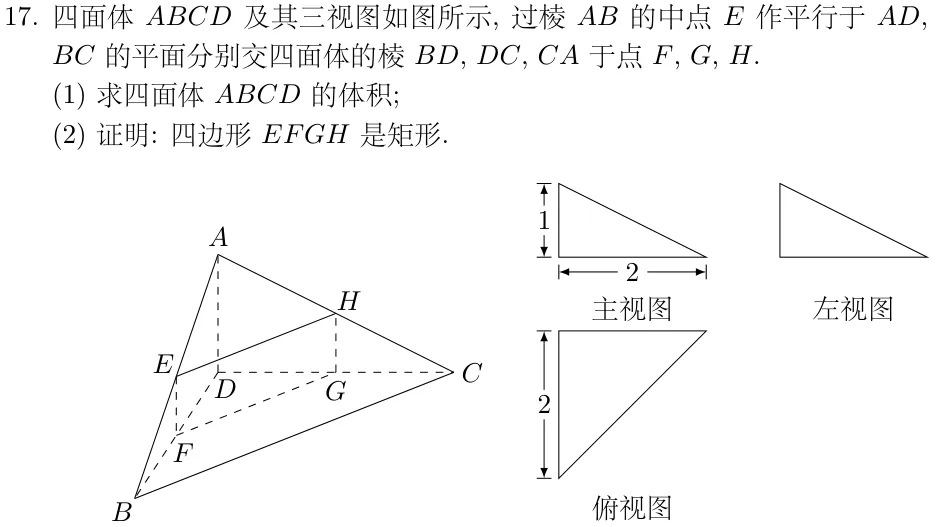 17. 四面体 ABCD 及其三视图如图所示, 过棱 AB 的中点 E 作平行于 AD,
BC 的平面分别交四面体的棱 BD, DC, CA 于点 F, G, H.
(1) 求四面体 ABCD 的体积;
(2) 证明: 四边形 EFGH 是矩形.
A
H
E
D
G
C
F
B
1
2
主视图
左视图
2
俯视图